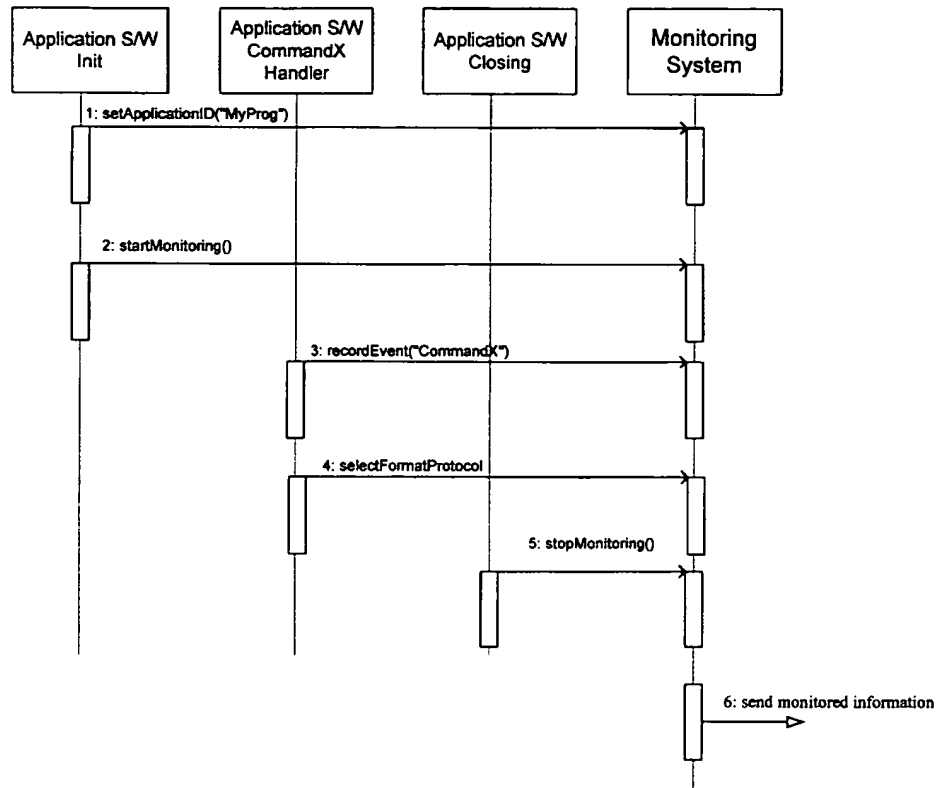 Application S/W
Init
Application S/W
CommandX
Handler
Application S/W
Closing
Monitoring
System
1: setApplicationID("MyProg")
2: startMonitoring()
3: recordEvent("CommandX")
4: selectFormatProtocol
5: stopMonitoring()
6: send monitored information